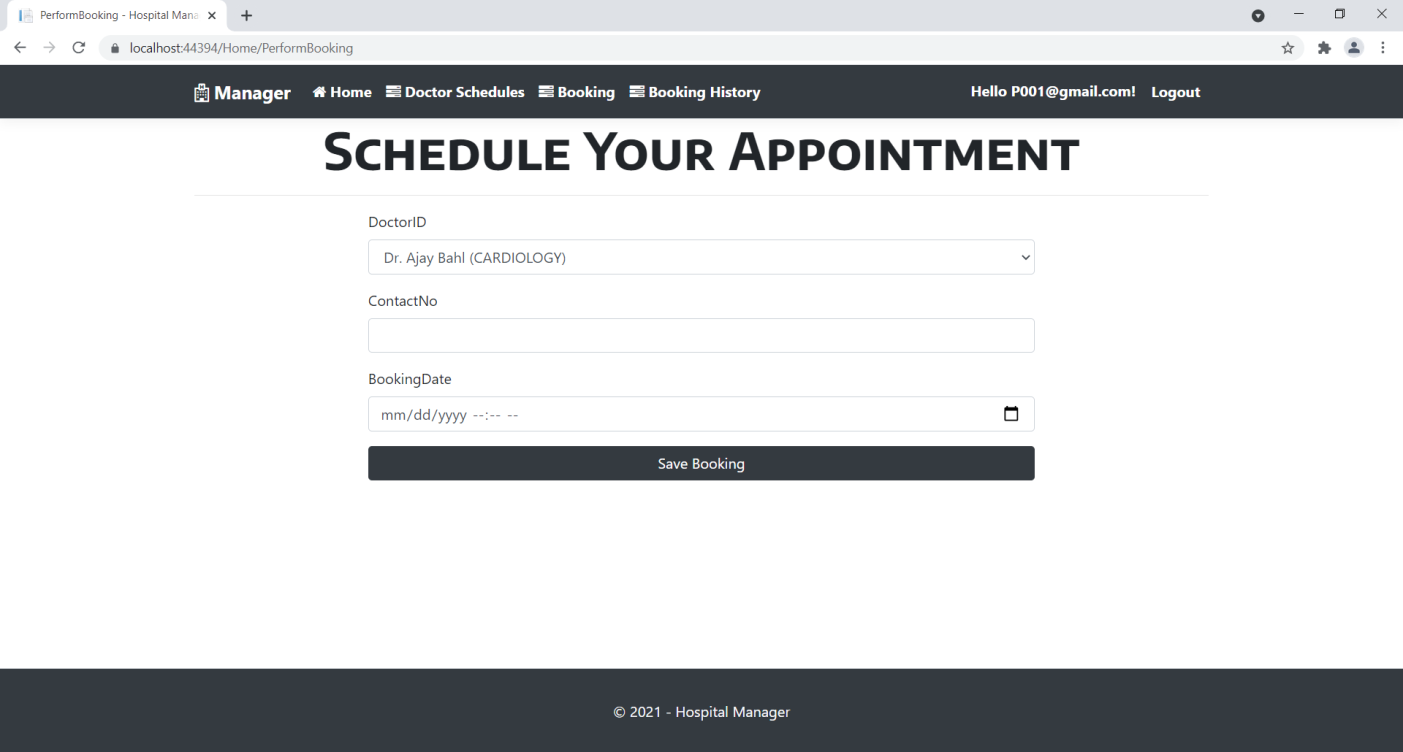 PerformBooking - Hospital Mana
localhost:44394/Home/PerformBooking
Manager Home Doctor Schedules Booking Booking History Hello P001@gmail.com! Logout
Schedule Your Appointment
DoctorID
Dr. Ajay Bahl (CARDIOLOGY)
ContactNo
BookingDate
mm/dd/yyyy --:-- --
Save Booking
© 2021 - Hospital Manager